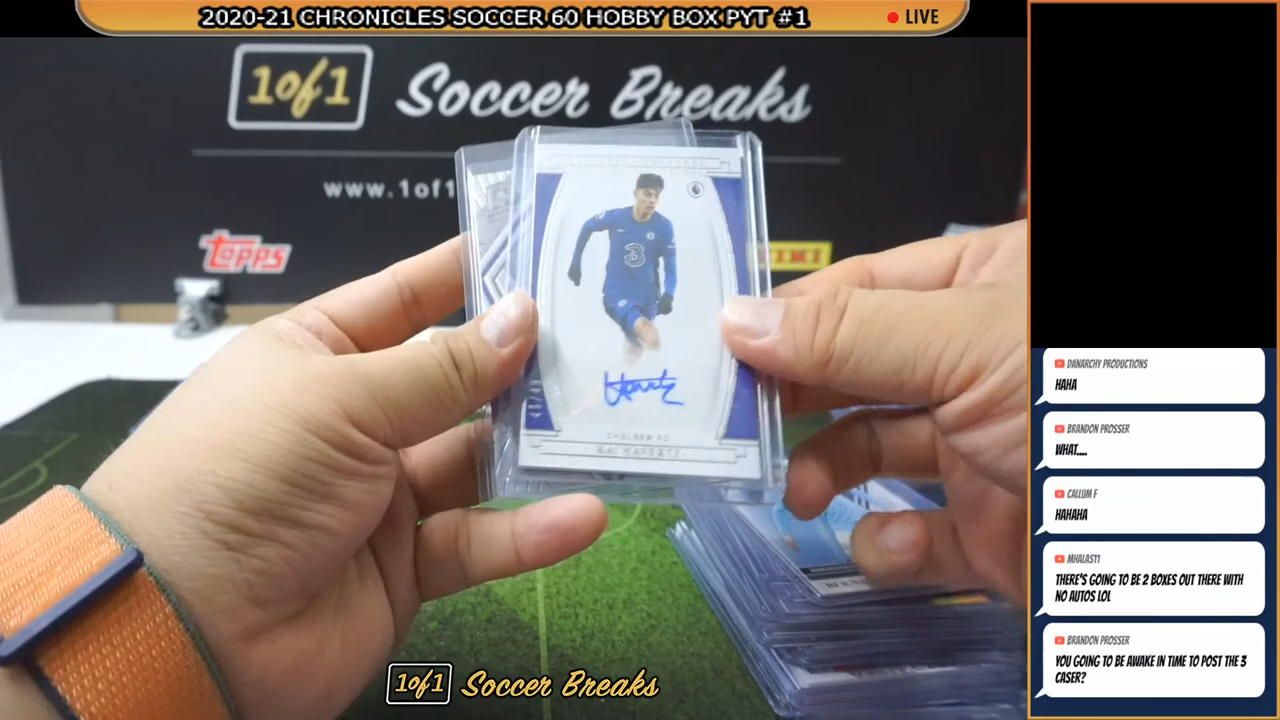 2020-21 CHRONICLES SOCCER 60 HOBBY BOX PYT #1
LIVE
1of1 Soccer Breaks
www.1of1
TOPPS
3
CHELSEA FC
KAI HAVERTZ
DANARCHY PRODUCTIONS
HAHA
BRANDON PROSSER
WHAT....
CALLUM F
HAHAHA
MHALAS11
THERE'S GOING TO BE 2 BOXES OUT THERE WITH
NO AUTOS LOL
BRANDON PROSSER
YOU GOING TO BE AWAKE IN TIME TO POST THE 3
CASER?
1of1 Soccer Breaks